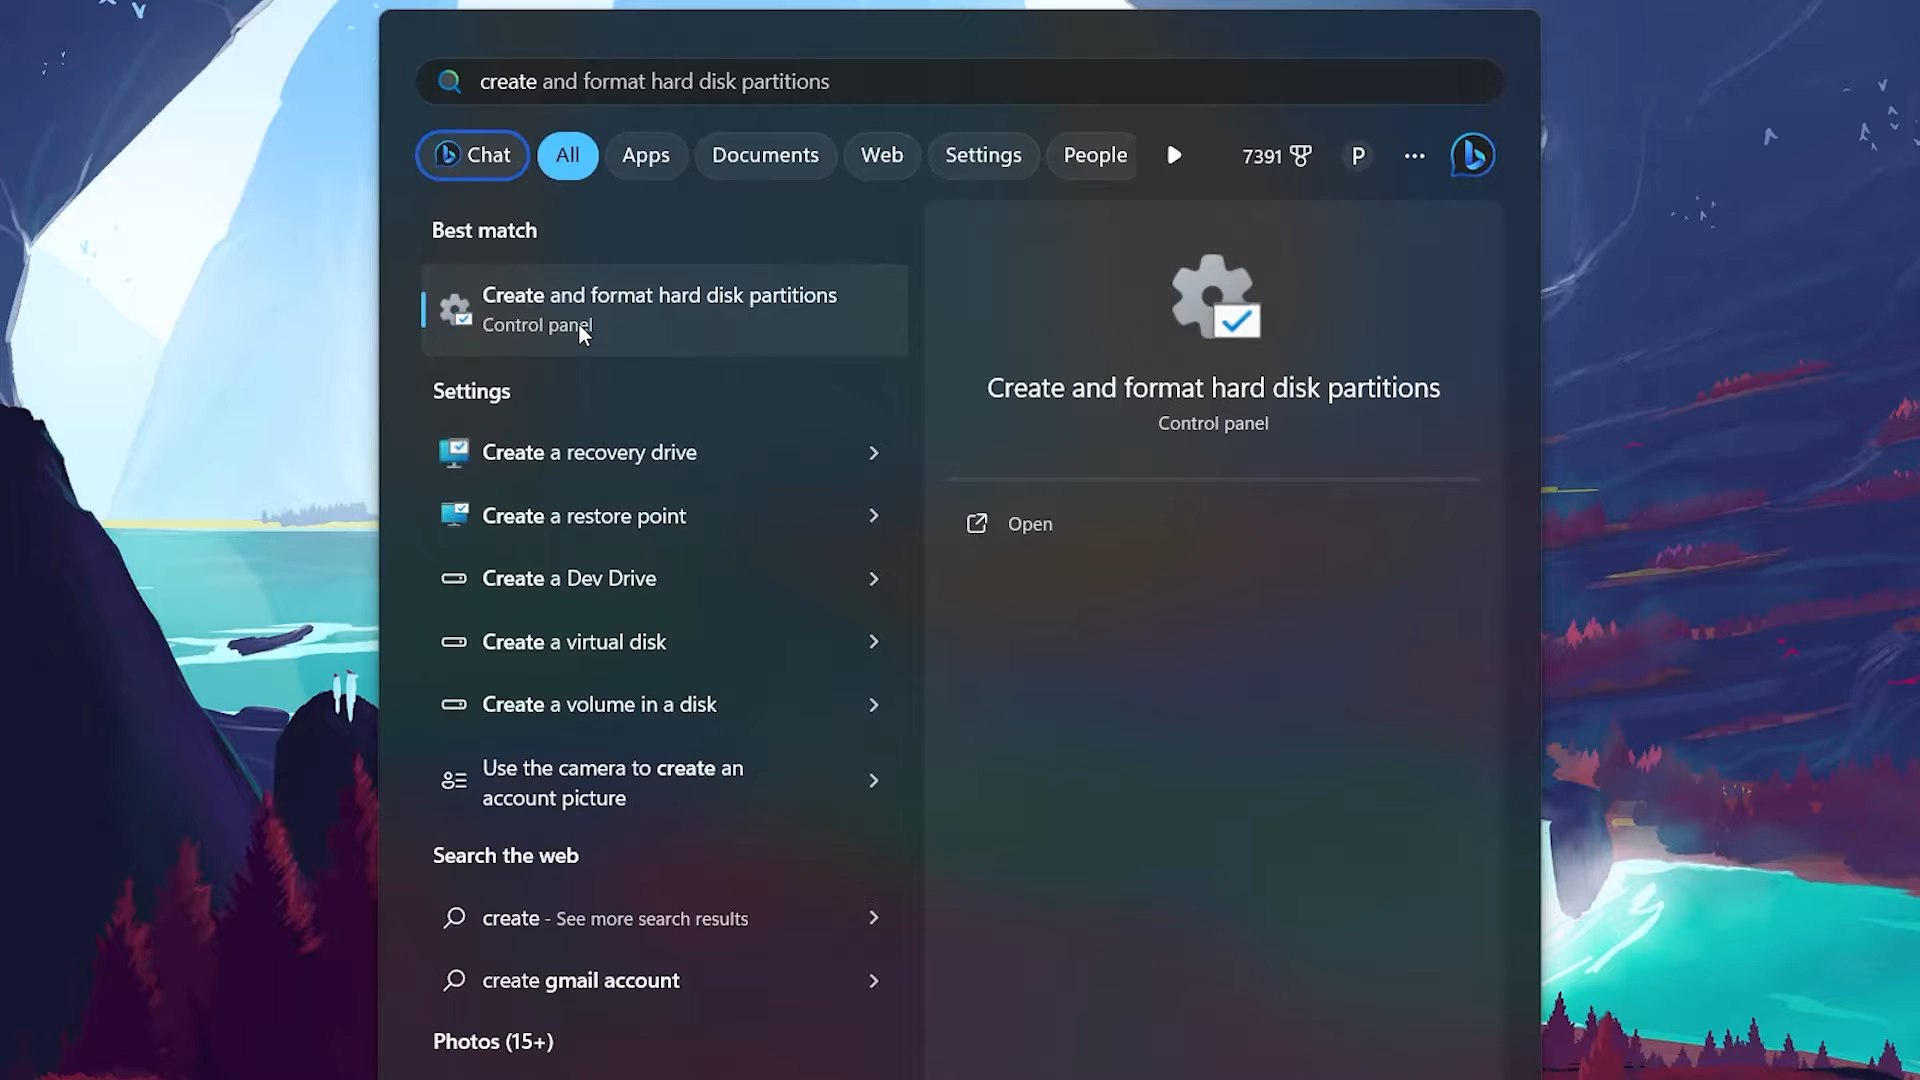 create and format hard disk partitions
Chat
All
Apps
Documents
Web
Settings
People
7391
P
Best match
Create and format hard disk partitions
Control panel
Settings
Create a recovery drive
Create a restore point
Create a Dev Drive
Create a virtual disk
Create a volume in a disk
Use the camera to create an
account picture
Search the web
create - See more search results
create gmail account
Photos (15+)
Create and format hard disk partitions
Control panel
Open